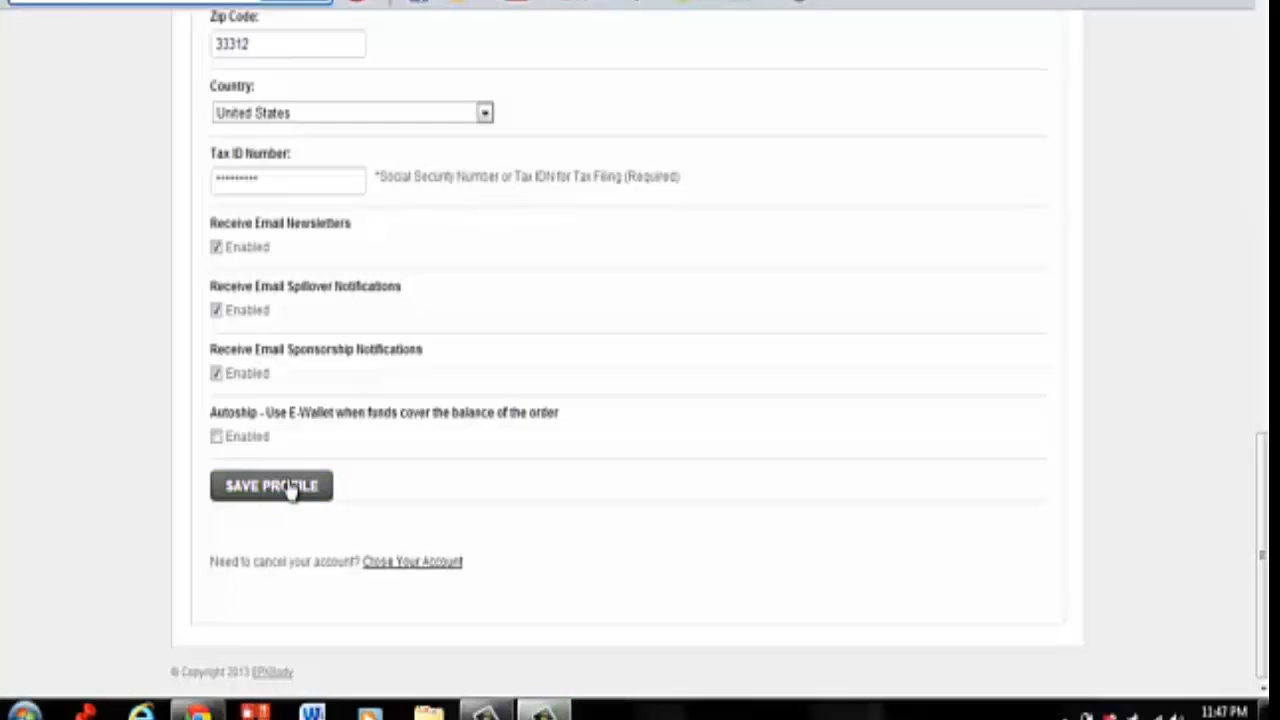 Zip Code:
33312
Country:
United States
Tax ID Number:
*Social Security Number or Tax IDN for Tax Filing (Required)
Receive Email Newsletters
Enabled
Receive Email Spillover Notifications
Enabled
Receive Email Sponsorship Notifications
Enabled
Autoship - Use E-Wallet when funds cover the balance of the order
Enabled
SAVE PROFILE
Need to cancel your account? Close Your Account
© Copyright 2013 EPXBody
11:47 PM